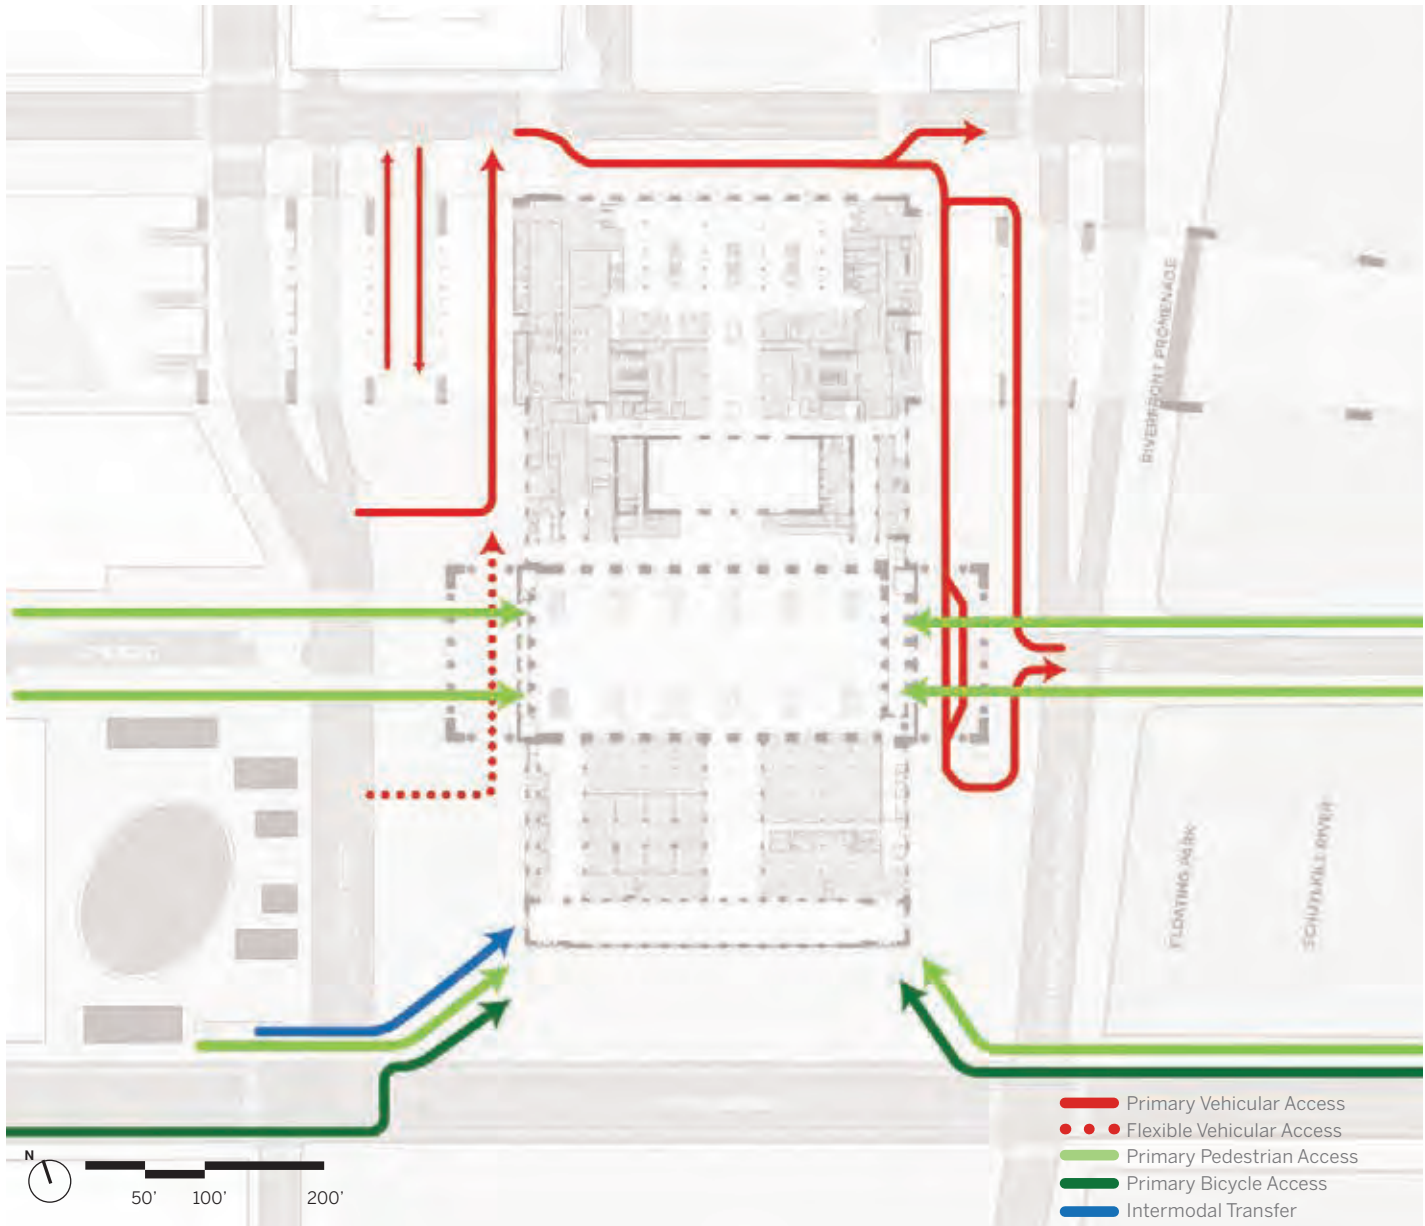 RIVERFRONT PROMENADE
FLOATING PARK
SCHUYLKILL RIVER
Primary Vehicular Access
Flexible Vehicular Access
Primary Pedestrian Access
Primary Bicycle Access
Intermodal Transfer
N
50' 100' 200'